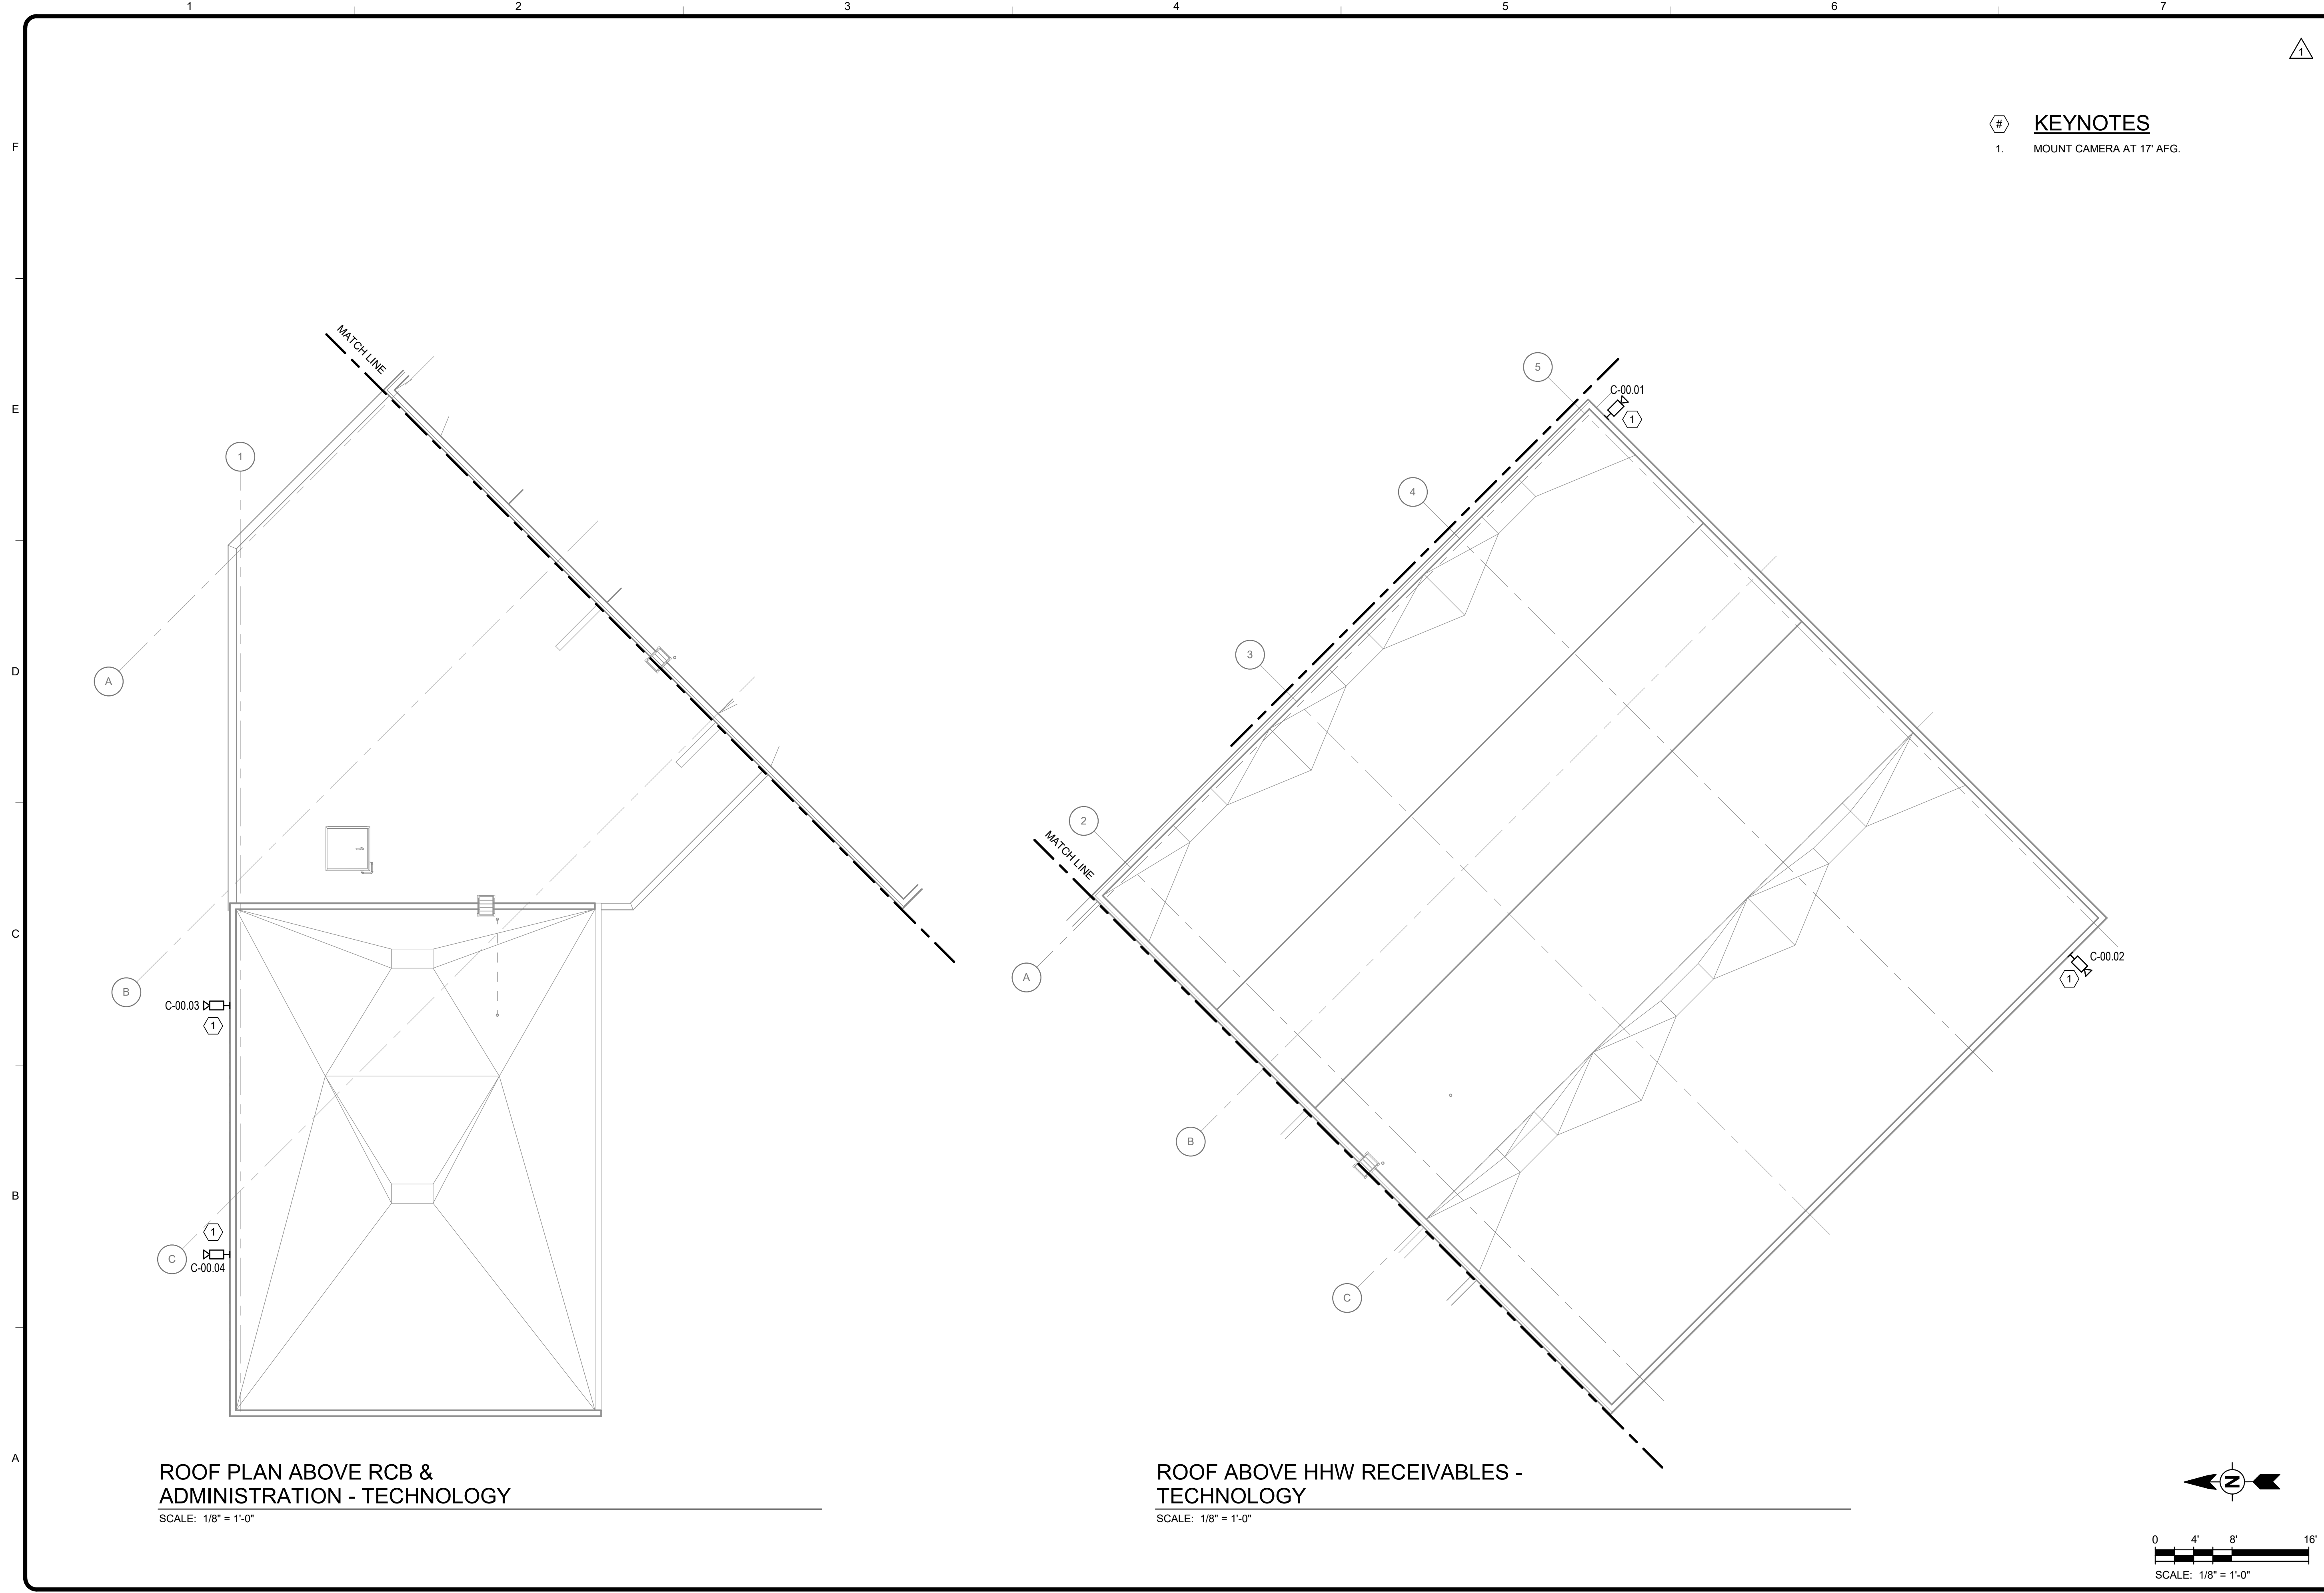 1 2 3 4 5 6 7
1
F
# KEYNOTES
1. MOUNT CAMERA AT 17' AFG.
MATCH LINE
5
C-00.01
1
E
1
4
3
D
A
2
MATCH LINE
C
C-00.02
1
A
B
C-00.03
1
B
B
1
C
C-00.04
C
A
ROOF PLAN ABOVE RCB &
ADMINISTRATION - TECHNOLOGY
SCALE: 1/8" = 1'-0"
ROOF ABOVE HHW RECEIVABLES -
TECHNOLOGY
SCALE: 1/8" = 1'-0"
N
0 4' 8' 16'
SCALE: 1/8" = 1'-0"